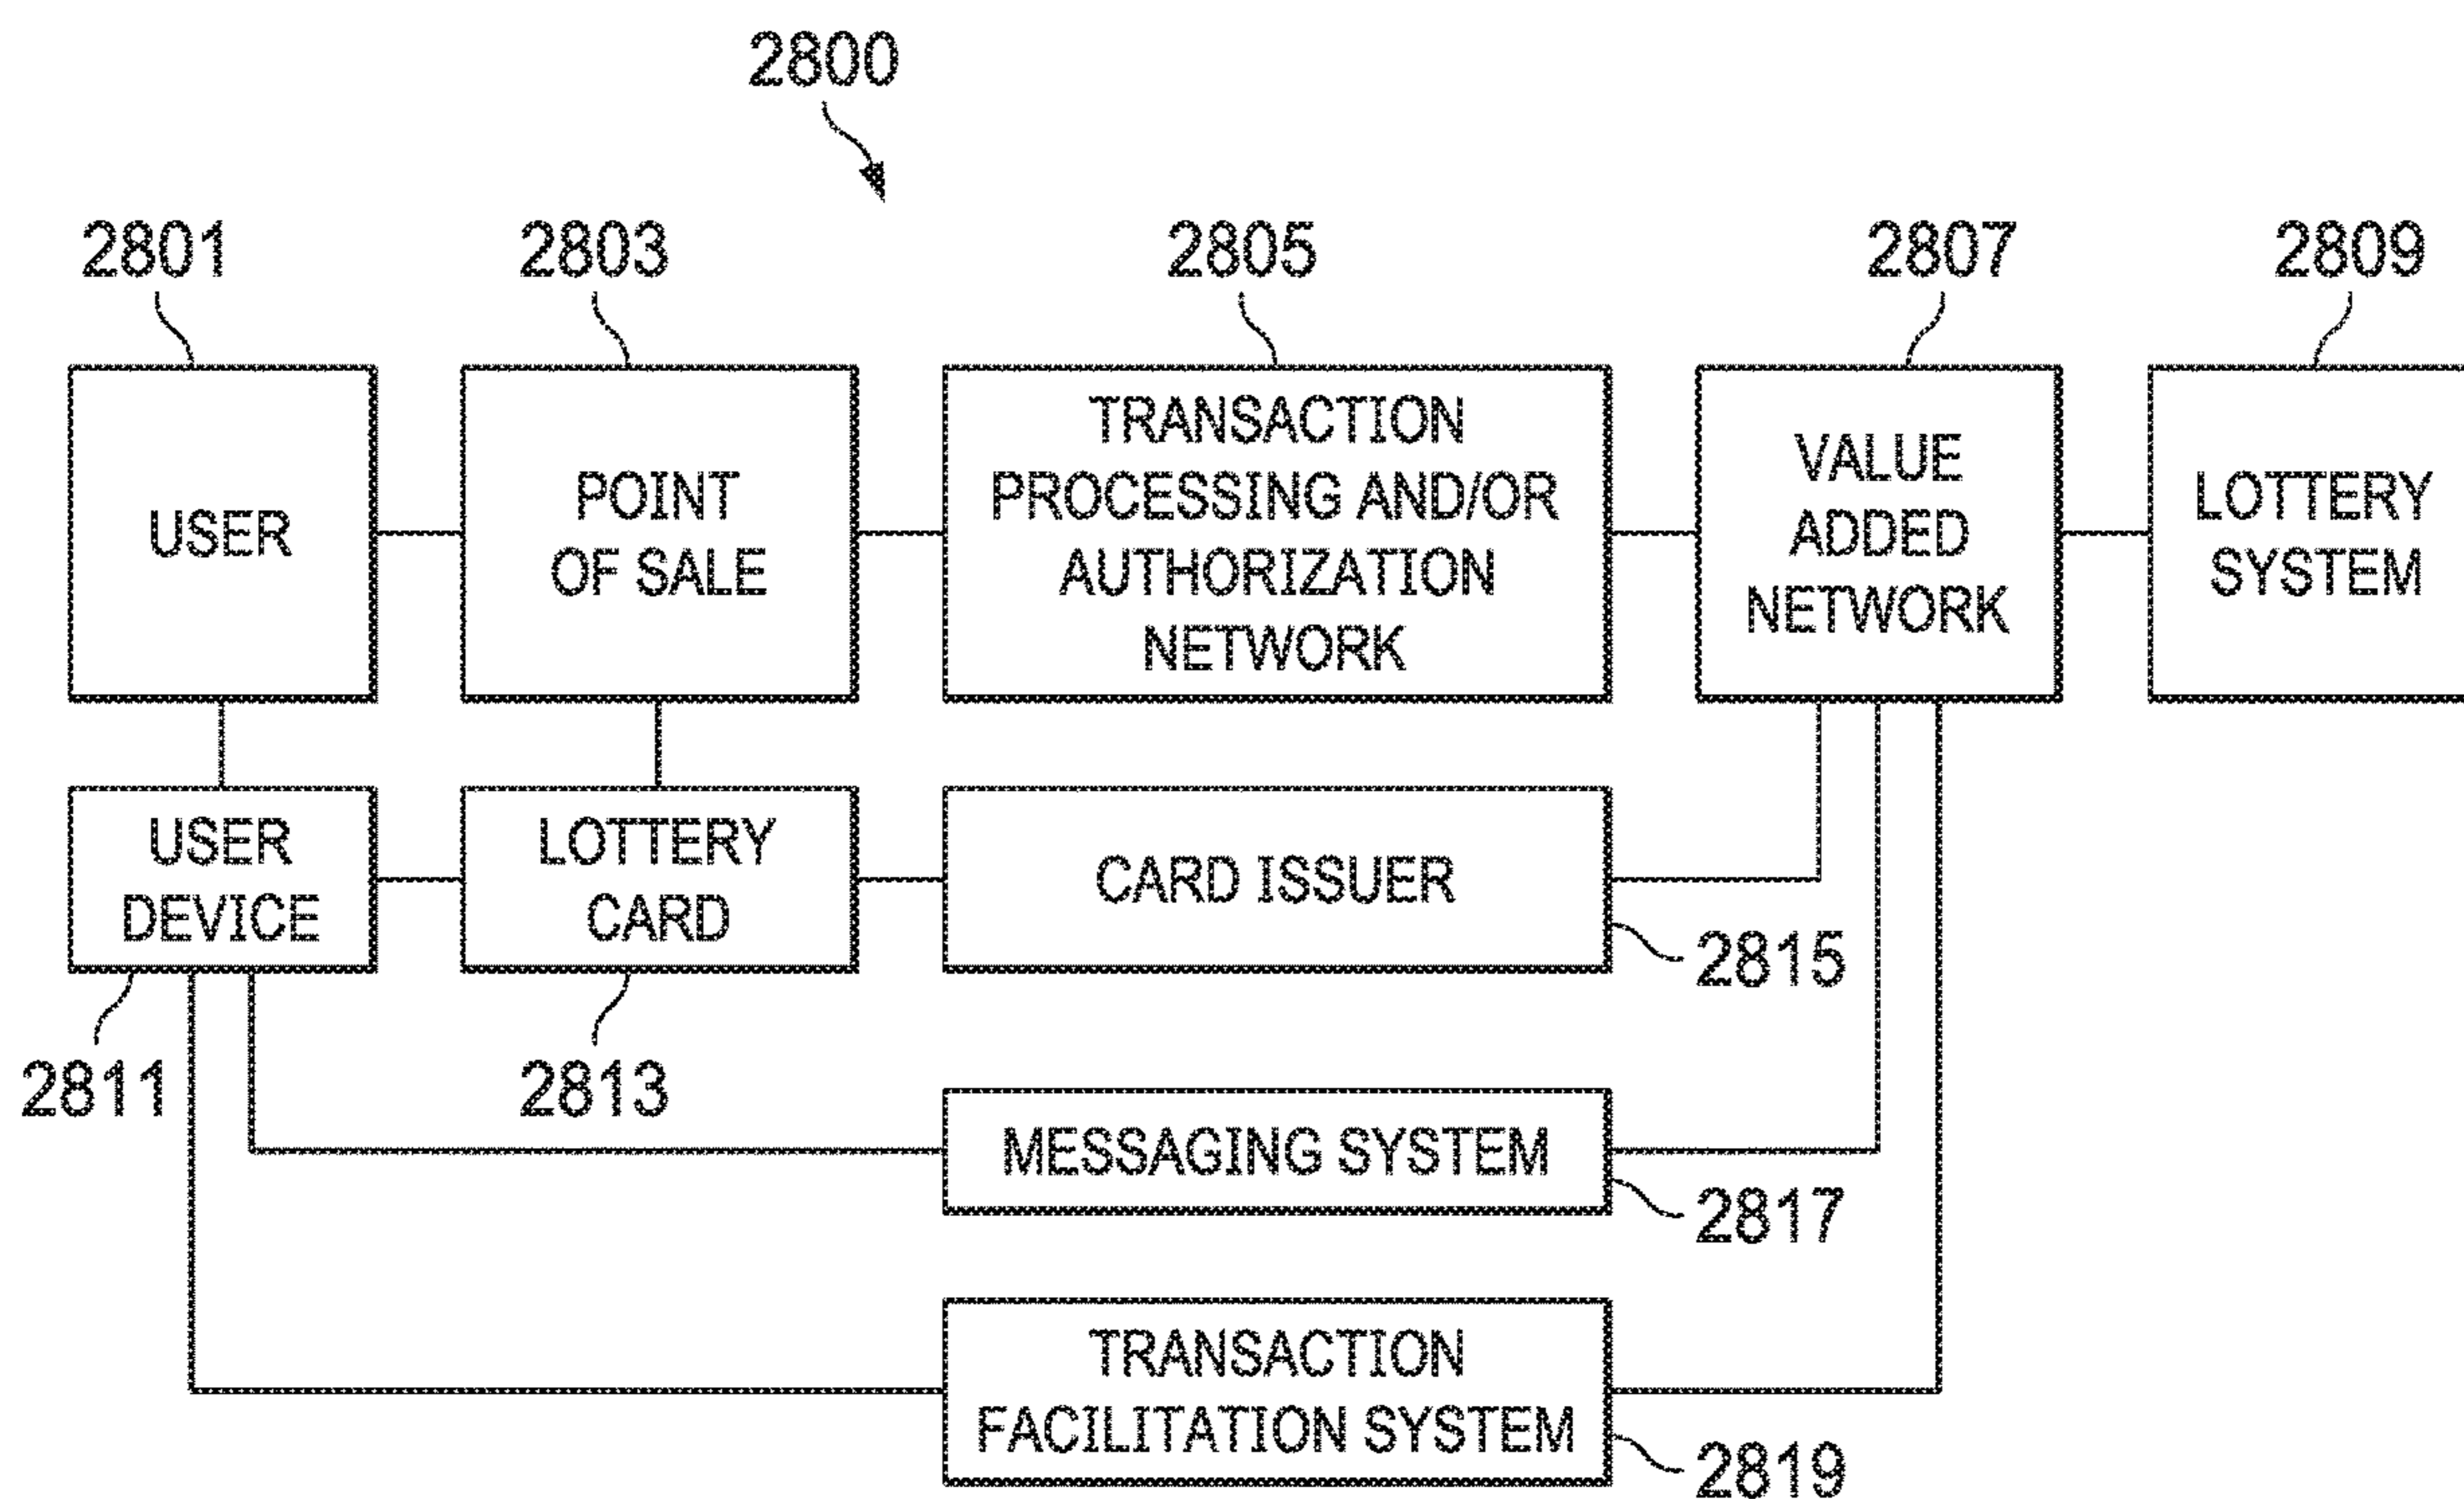 2800
2801
2803
2805
2807
2809
USER
POINT
OF SALE
TRANSACTION
PROCESSING AND/OR
AUTHORIZATION
NETWORK
VALUE
ADDED
NETWORK
LOTTERY
SYSTEM
USER
DEVICE
LOTTERY
CARD
CARD ISSUER
2815
2811
2813
MESSAGING SYSTEM
2817
TRANSACTION
FACILITATION SYSTEM
2819